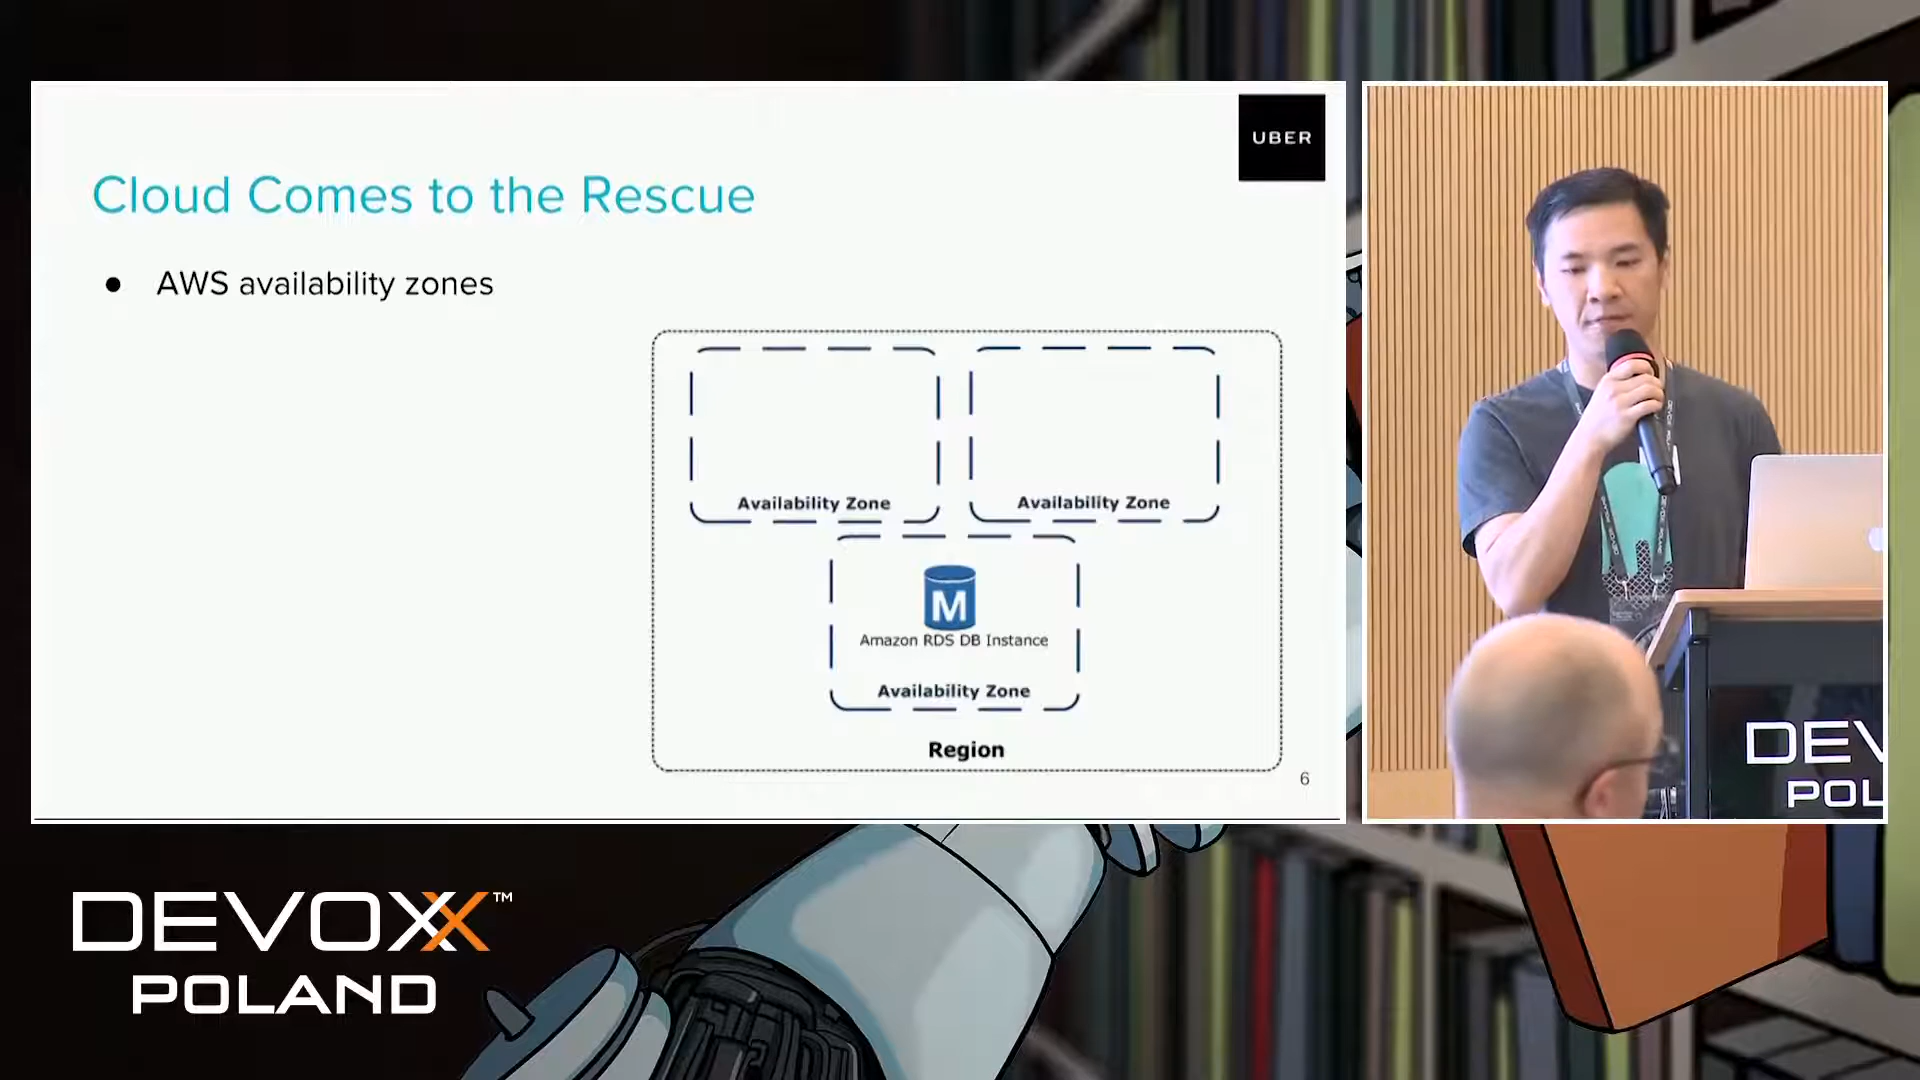 UBER
Cloud Comes to the Rescue
● AWS availability zones
Availability Zone
Availability Zone
M
Amazon RDS DB Instance
Availability Zone
Region
6
DEV
POL
DEVOXX™
POLAND